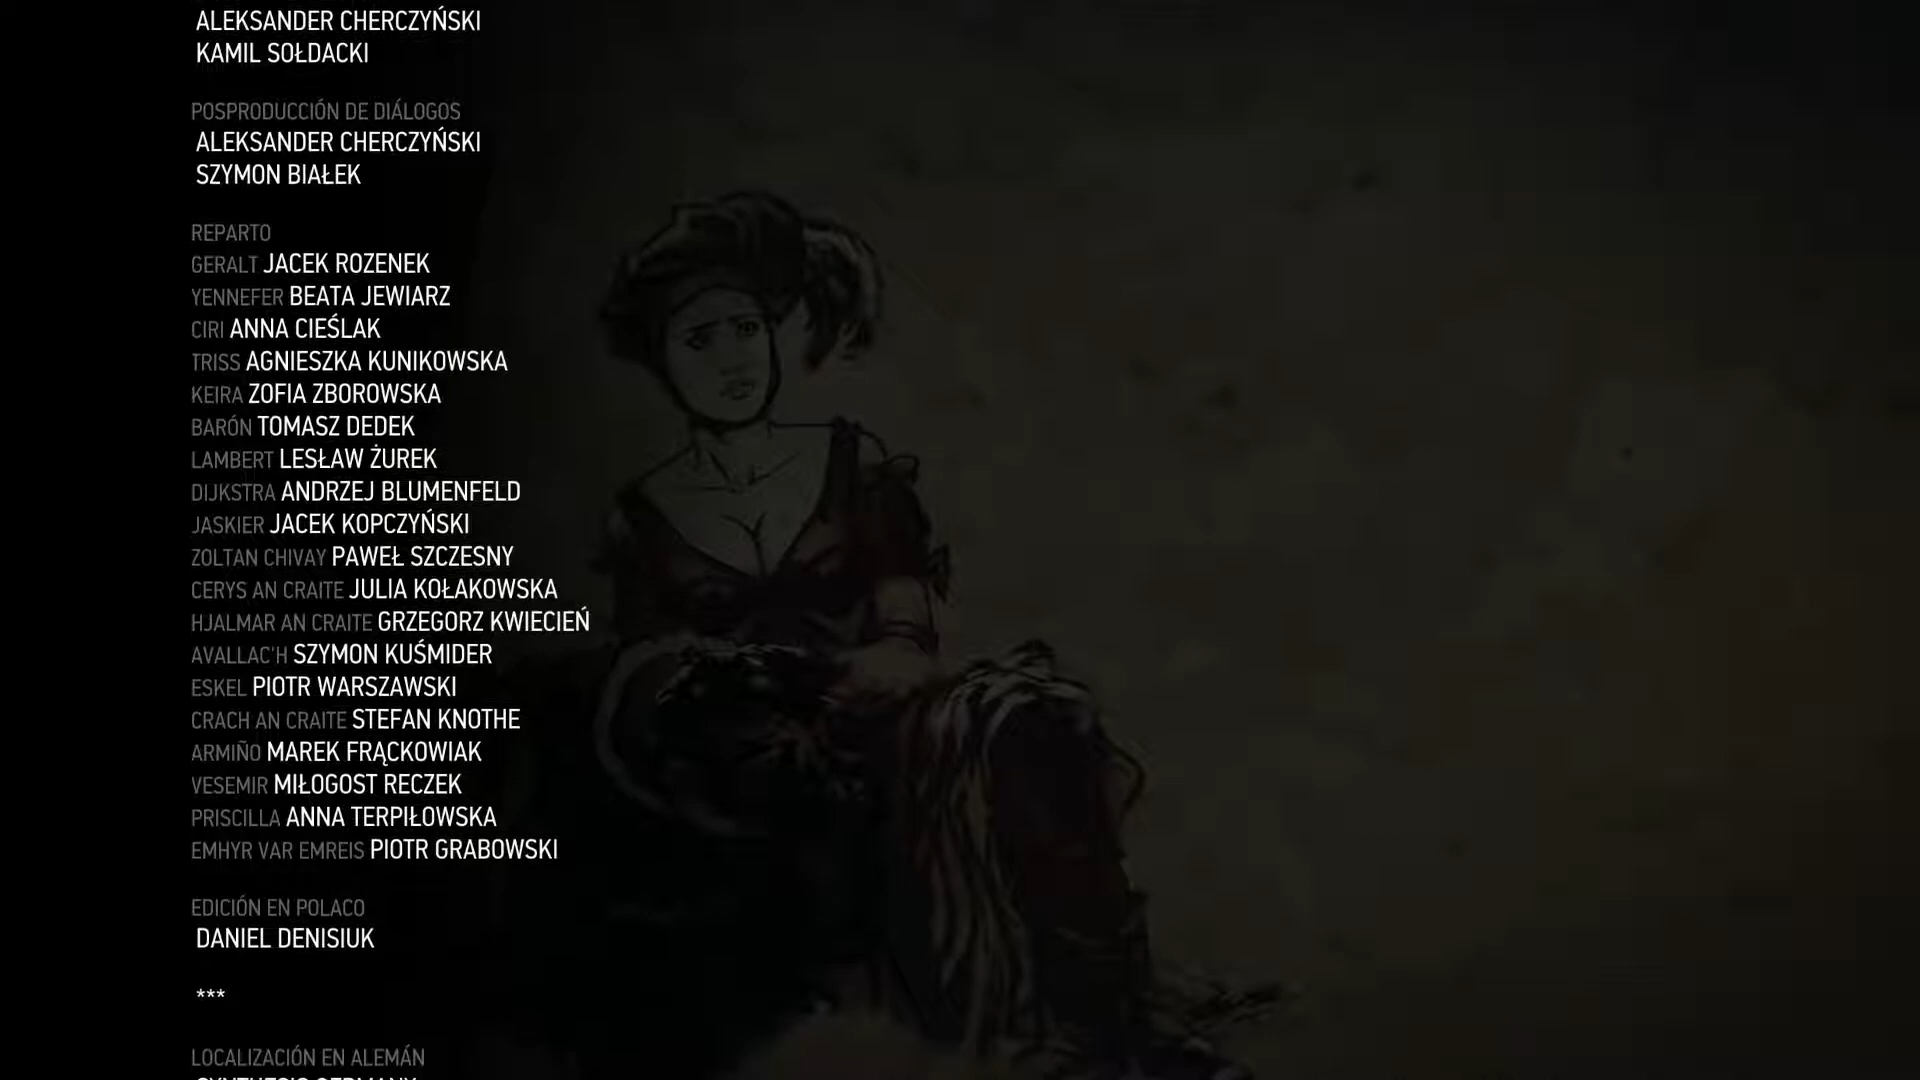 ALEKSANDER CHERCZYŃSKI
KAMIL SOŁDACKI
POSPRODUCCIÓN DE DIÁLOGOS
ALEKSANDER CHERCZYŃSKI
SZYMON BIAŁEK
REPARTO
GERALT JACEK ROZENEK
YENNEFER BEATA JEWIARZ
CIRI ANNA CIEŚLAK
TRISS AGNIESZKA KUNIKOWSKA
KEIRA ZOFIA ZBOROWSKA
BARÓN TOMASZ DEDEK
LAMBERT LESŁAW ŻUREK
DIJKSTRA ANDRZEJ BLUMENFELD
JASKIER JACEK KOPCZYŃSKI
ZOLTAN CHIVAY PAWEŁ SZCZESNY
CERYS AN CRAITE JULIA KOŁAKOWSKA
HJALMAR AN CRAITE GRZEGORZ KWIECIEŃ
AVALLAC'H SZYMON KUŚMIDER
ESKEL PIOTR WARSZAWSKI
CRACH AN CRAITE STEFAN KNOTHE
ARMIÑO MAREK FRĄCKOWIAK
VESEMIR MIŁOGOST RECZEK
PRISCILLA ANNA TERPIŁOWSKA
EMHYR VAR EMREIS PIOTR GRABOWSKI
EDICIÓN EN POLACO
DANIEL DENISIUK
***
LOCALIZACIÓN EN ALEMÁN
SYNTHESIS GERMANY